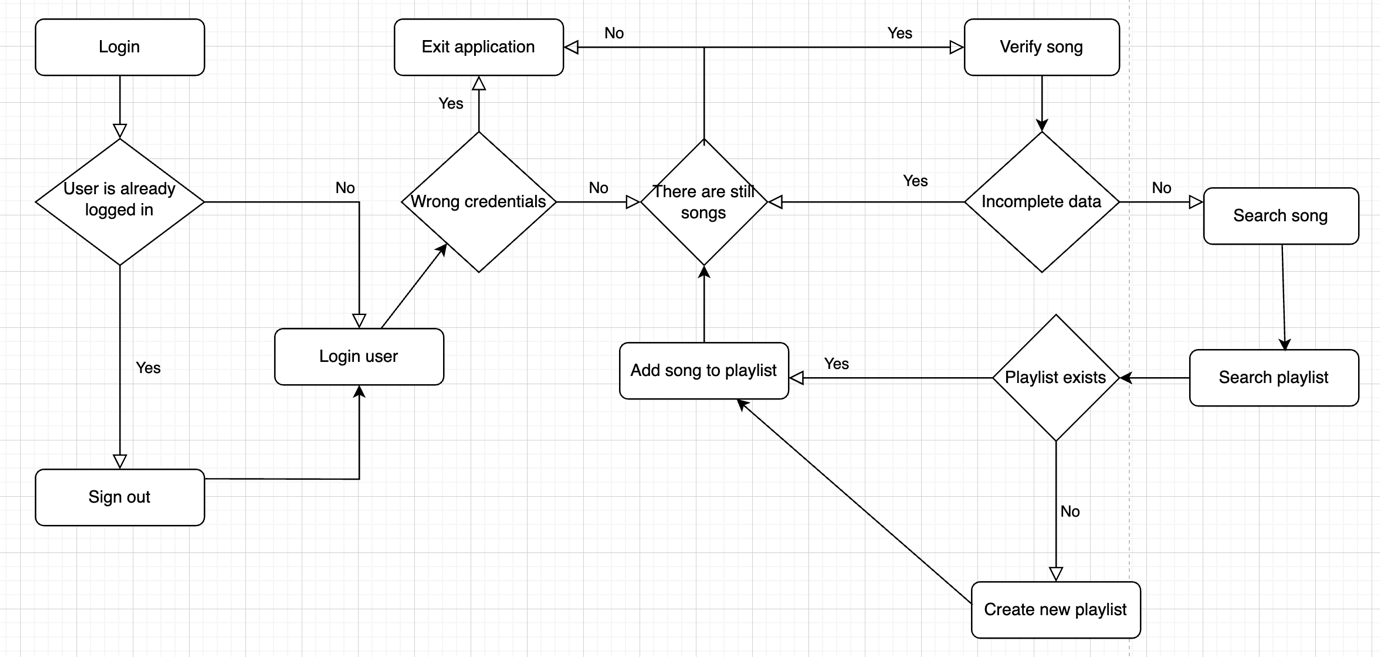 Login
Exit application
No
Yes
Verify song
Yes
User is already
logged in
No
Wrong credentials
No
There are still
songs
Yes
Incomplete data
No
Search song
Login user
Yes
Add song to playlist
Yes
Playlist exists
Search playlist
Sign out
No
Create new playlist